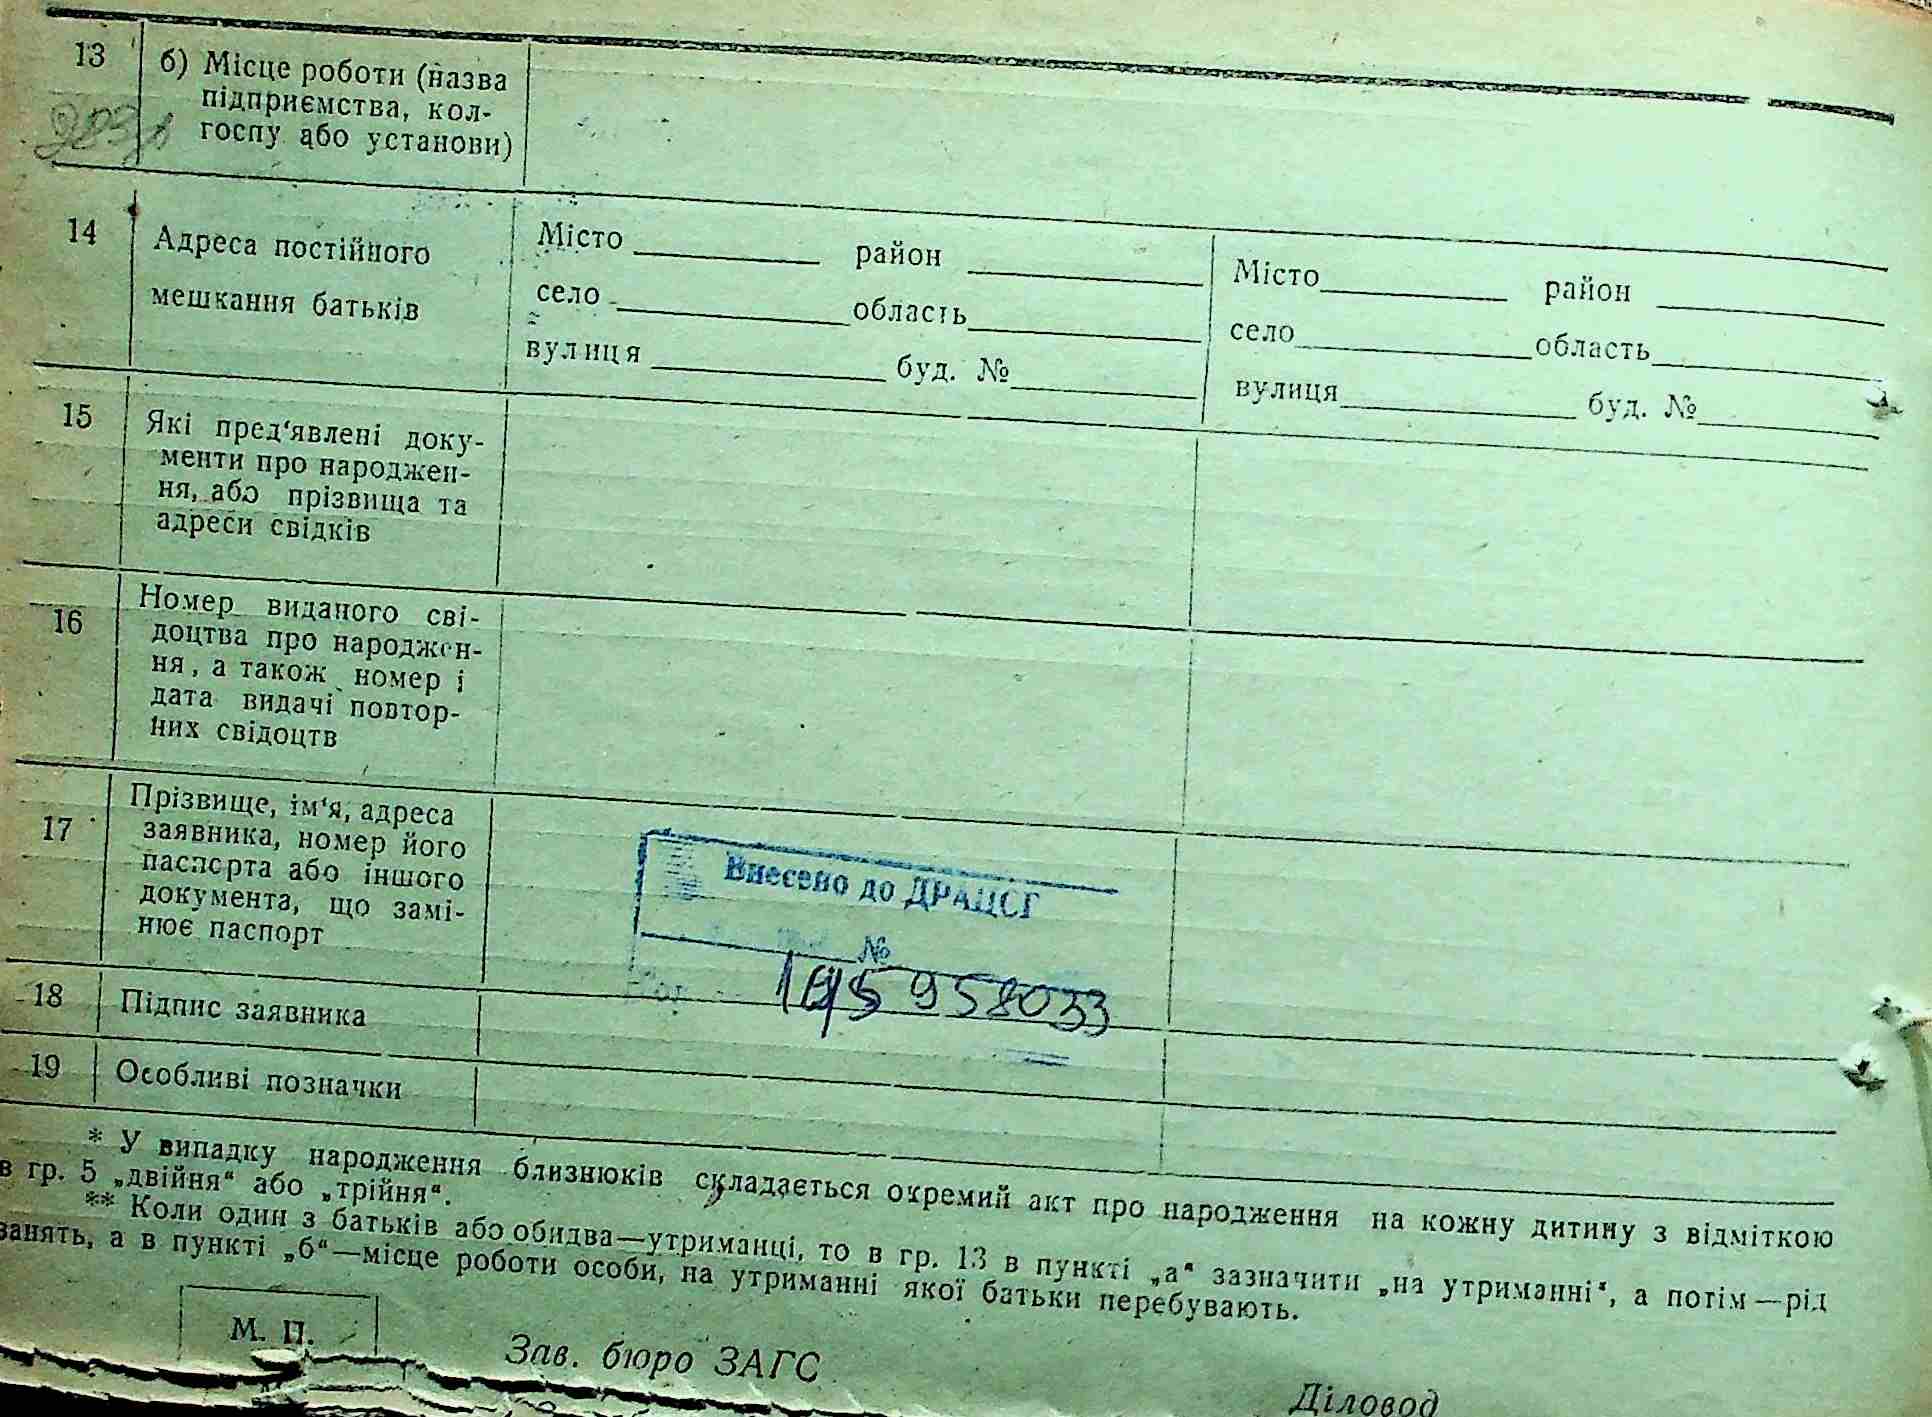 13 б) Місце роботи (назва
підприємства, кол-
госпу або установи)
14 Адреса постійного
мешкання батьків
Місто район
село область
вулиця буд. №
Місто район
село область
вулиця буд. №
15 Які пред‘явлені доку-
менти про народжен-
ня, або прізвища та
адреси свідків
16 Номер виданого сві-
доцтва про народжен-
ня, а також номер і
дата видачі повтор-
них свідоцтв
17 Прізвище, ім‘я, адреса
заявника, номер його
паспорта або іншого
документа, що замі-
нює паспорт
Внесено до ДРАЦСГ
№
18 Підпис заявника
19 Особливі позначки
* У випадку народження близнюків складається окремий акт про народження на кожну дитину з відміткою
в гр. 5 „двійня“ або „трійня“.
** Коли один з батьків або обидва—утриманці, то в гр. 13 в пункті „а“ зазначити „на утриманні“, а потім—рід
занять, а в пункті „б“—місце роботи особи, на утриманні якої батьки перебувають.
М. П.
Зав. бюро ЗАГС
Діловод